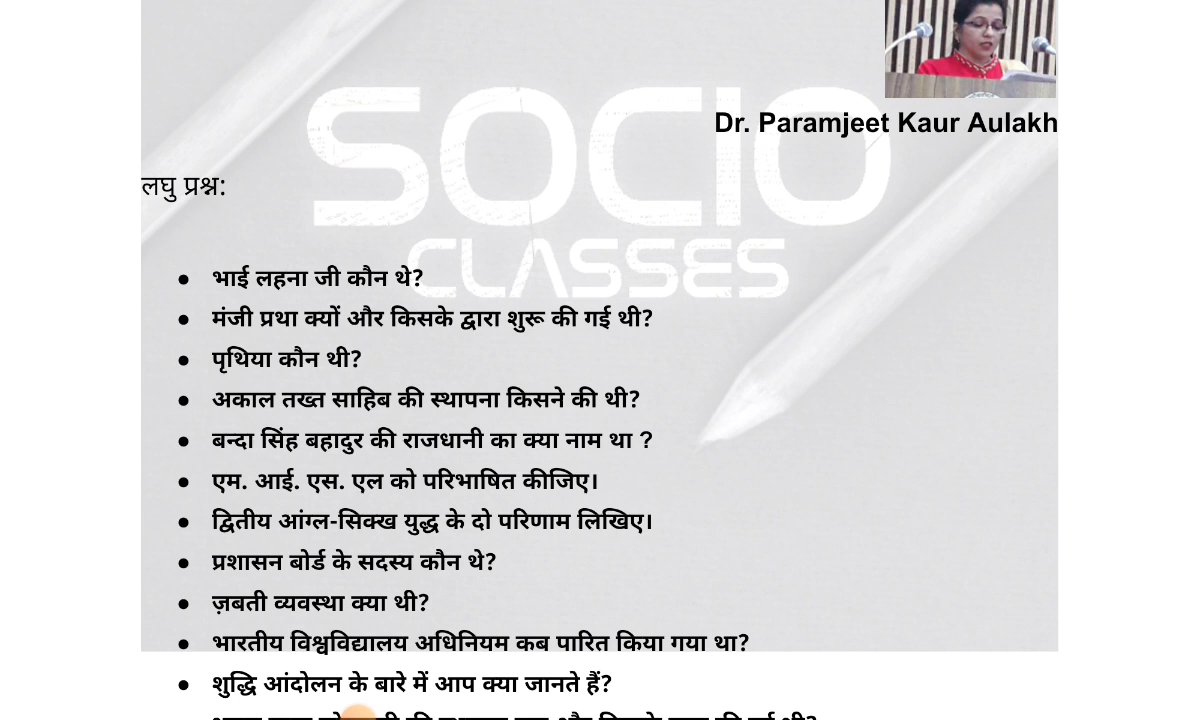 SOCIO
CLASSES
Dr. Paramjeet Kaur Aulakh
लघु प्रश्न:
● भाई लहना जी कौन थे?
● मंजी प्रथा क्यों और किसके द्वारा शुरू की गई थी?
● पृथिया कौन थी?
● अकाल तख्त साहिब की स्थापना किसने की थी?
● बन्दा सिंह बहादुर की राजधानी का क्या नाम था ?
● एम. आई. एस. एल को परिभाषित कीजिए।
● द्वितीय आंग्ल-सिक्ख युद्ध के दो परिणाम लिखिए।
● प्रशासन बोर्ड के सदस्य कौन थे?
● ज़बती व्यवस्था क्या थी?
● भारतीय विश्वविद्यालय अधिनियम कब पारित किया गया था?
● शुद्धि आंदोलन के बारे में आप क्या जानते हैं?